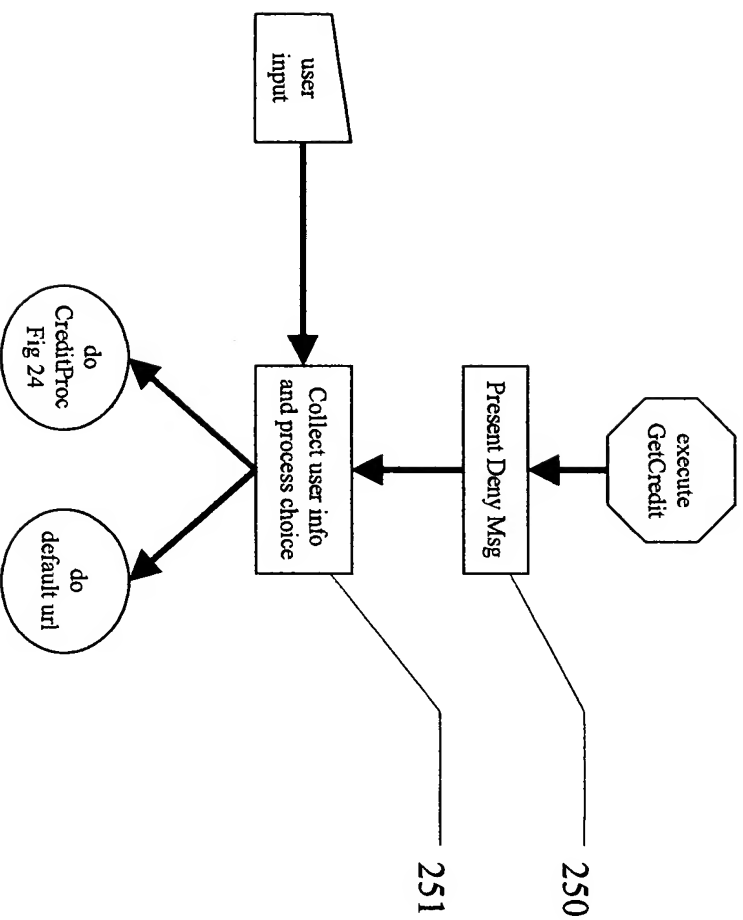 execute
GetCredit
Present Deny Msg
250
user
input
Collect user info
and process choice
251
do
CreditProc
Fig 24
do
default url